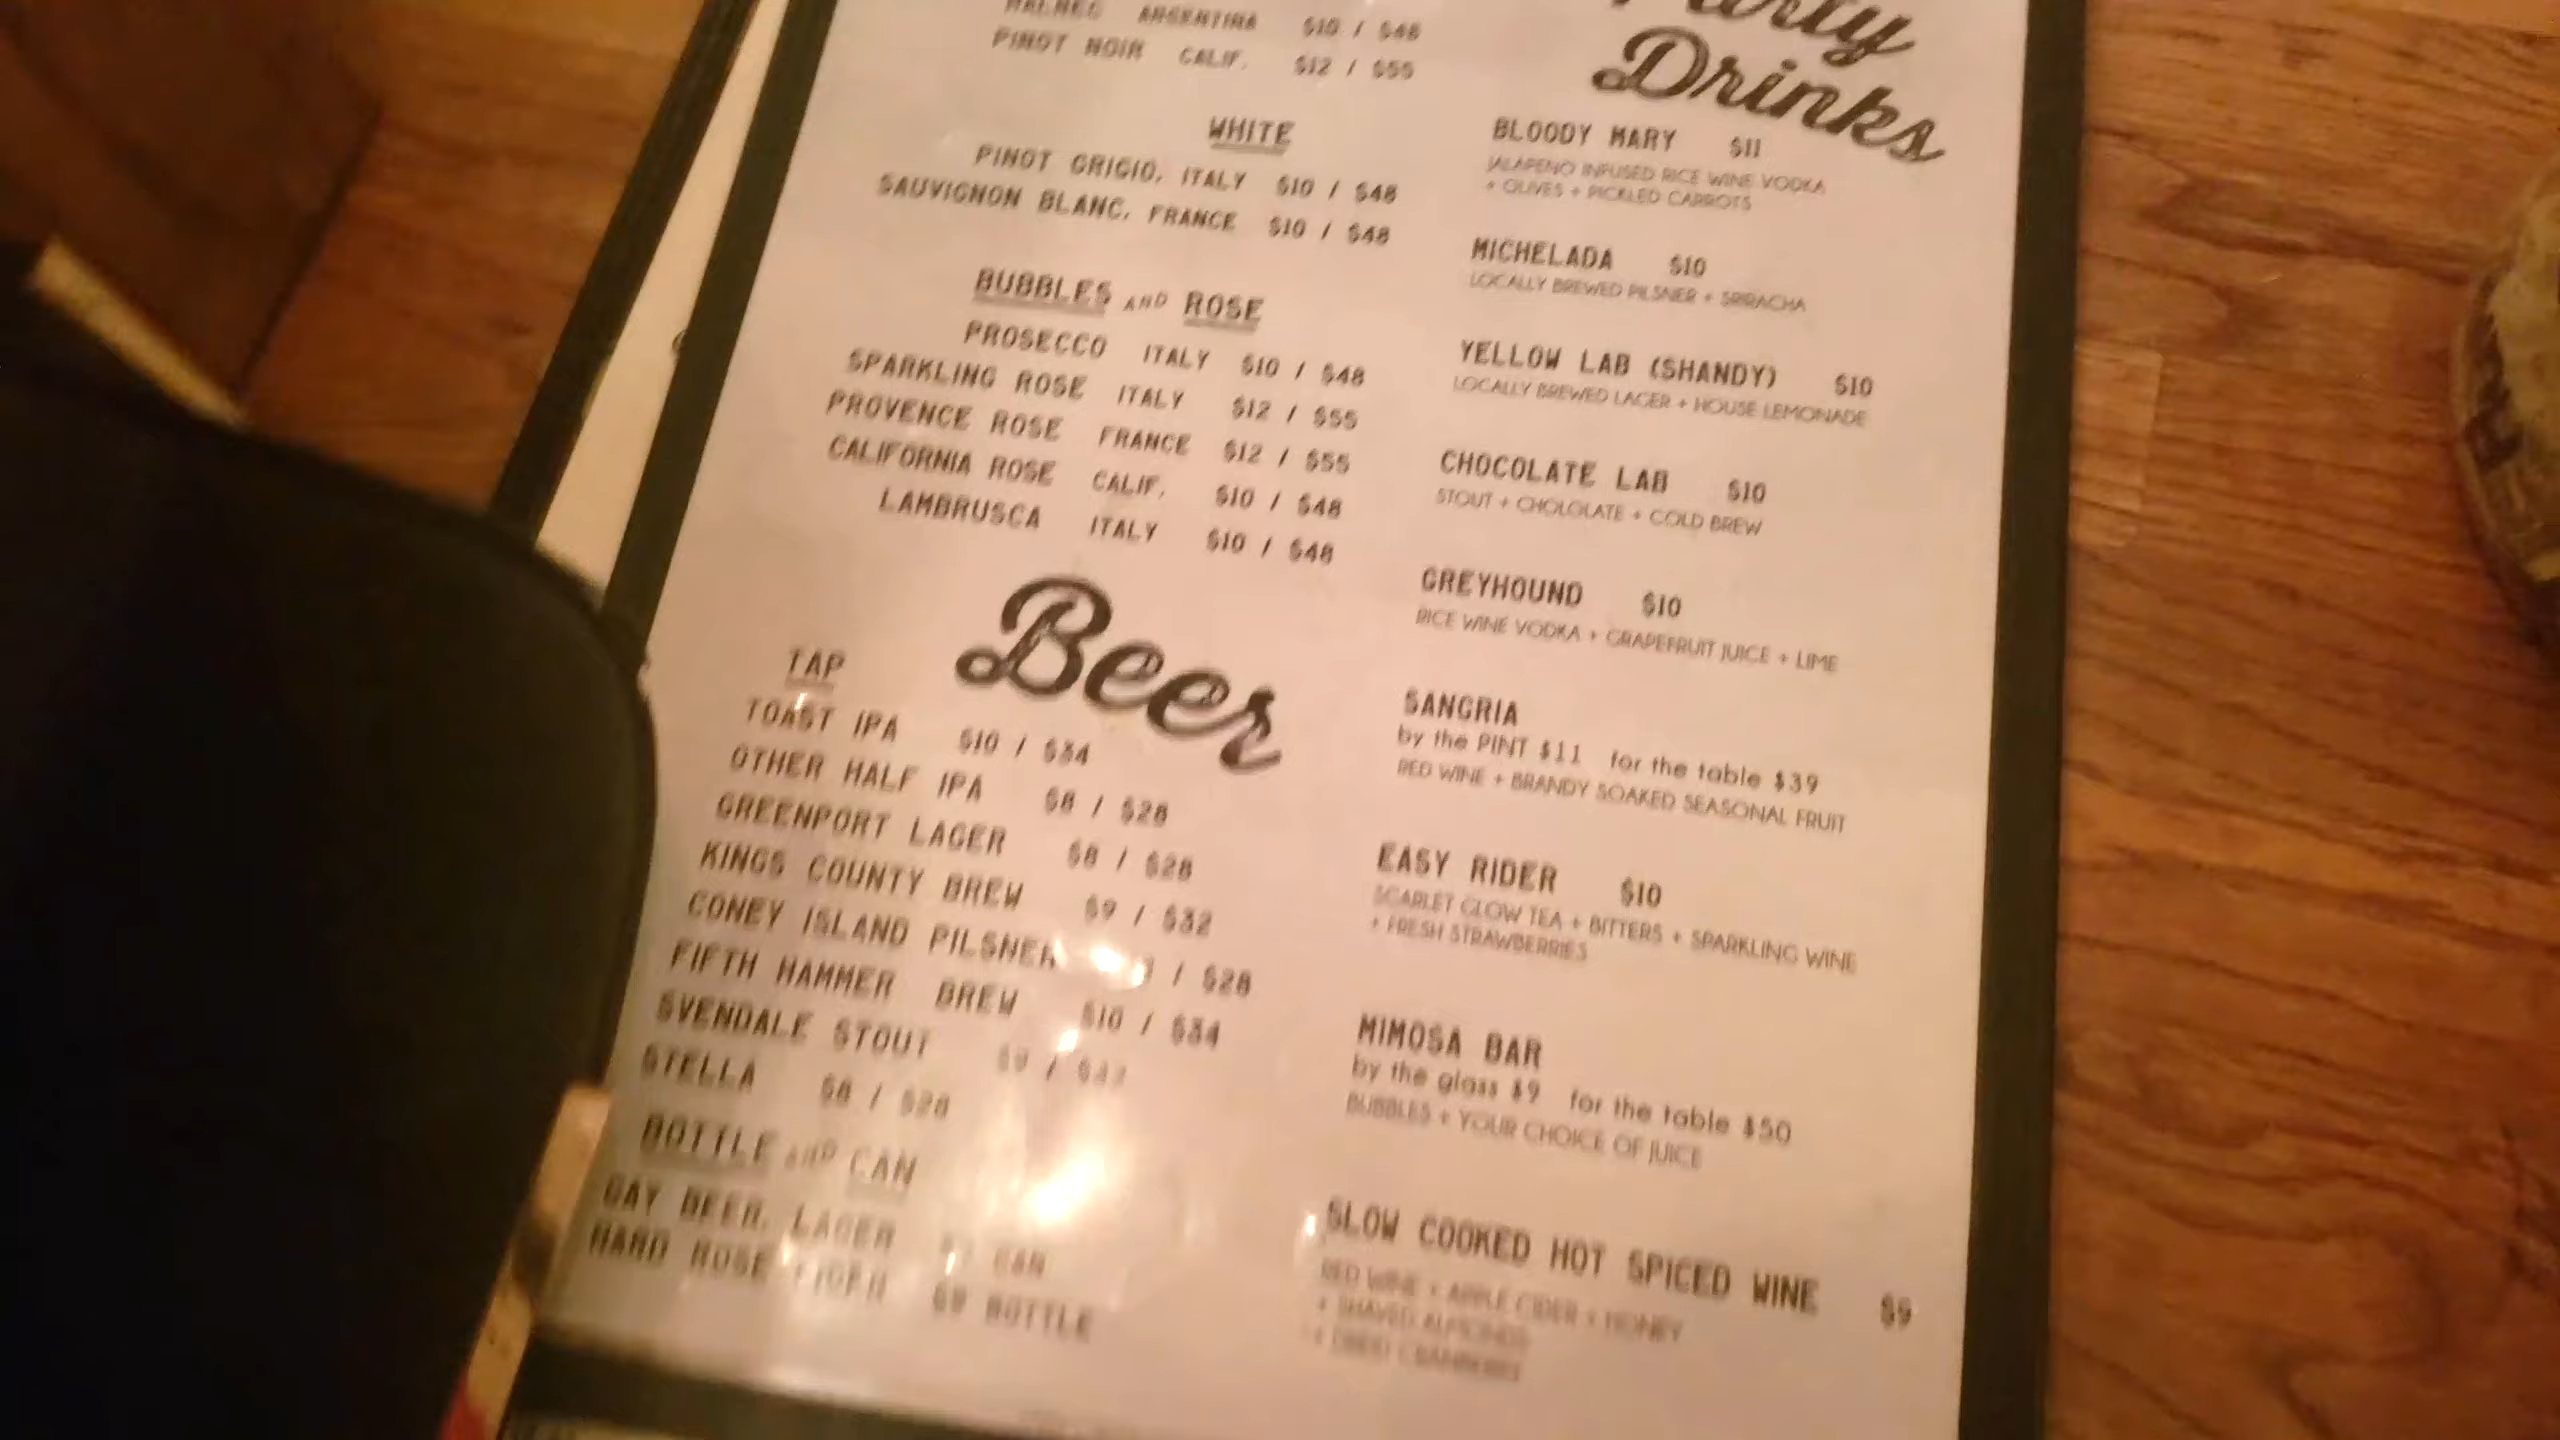 MALBEC ARGENTINA $10 / $48
PINOT NOIR CALIF. $12 / $55
WHITE
PINOT GRIGIO, ITALY $10 / $48
SAUVIGNON BLANC, FRANCE $10 / $48
BUBBLES AND ROSE
PROSECCO ITALY $10 / $48
SPARKLING ROSE ITALY $12 / $55
PROVENCE ROSE FRANCE $12 / $55
CALIFORNIA ROSE CALIF, $10 / $48
LAMBRUSCA ITALY $10 / $48
Beer
TAP
TOAST IPA $10 / $34
OTHER HALF IPA $8 / $28
GREENPORT LAGER $8 / $28
KINGS COUNTY BREW $9 / $32
CONEY ISLAND PILSNER / $28
FIFTH HAMMER BREW $10 / $34
SVENDALE STOUT $9 /
STELLA $8 / $28
BOTTLE AND CAN
GAY BEER, LAGER CAN
HARD ROSE BOTTLE
Party
Drinks
BLOODY MARY $11
JALAPENO INFUSED RICE WINE VODKA
+ OLIVES + PICKLED CARROTS
MICHELADA $10
LOCALLY BREWED PILSNER + SRIRACHA
YELLOW LAB (SHANDY) $10
LOCALLY BREWED LAGER + HOUSE LEMONADE
CHOCOLATE LAB $10
STOUT + CHOLOLATE + COLD BREW
GREYHOUND $10
RICE WINE VODKA + GRAPEFRUIT JUICE + LIME
SANGRIA
by the PINT $11 for the table $39
RED WINE + BRANDY SOAKED SEASONAL FRUIT
EASY RIDER $10
SCARLET GLOW TEA + BITTERS + SPARKLING WINE
+ FRESH STRAWBERRIES
MIMOSA BAR
by the glass $9 for the table $50
BUBBLES + YOUR CHOICE OF JUICE
SLOW COOKED HOT SPICED WINE $9
RED WINE + APPLE CIDER + HONEY
+ SHAVED ALMONDS
+ DRIED CRANBERRIES